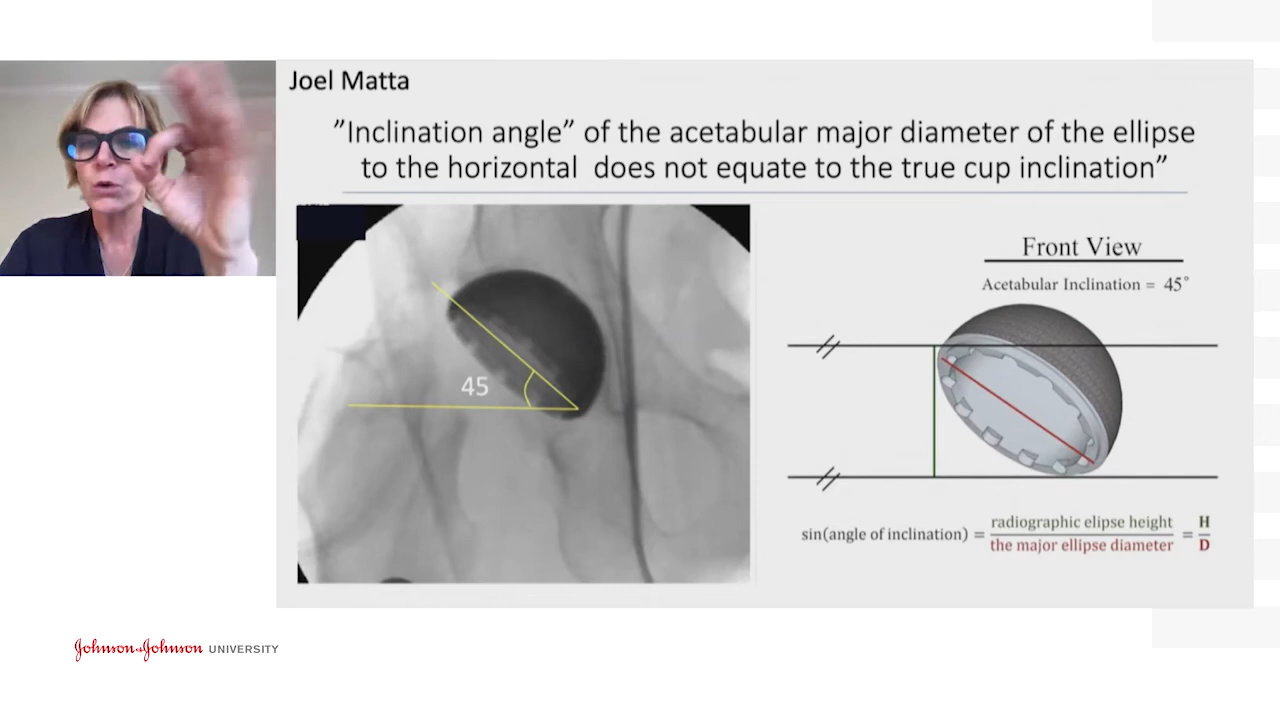 Joel Matta
”Inclination angle” of the acetabular major diameter of the ellipse
to the horizontal does not equate to the true cup inclination”
45
Front View
Acetabular Inclination = 45°
sin(angle of inclination) = radiographic elipse height / the major ellipse diameter = H / D
Johnson&Johnson UNIVERSITY